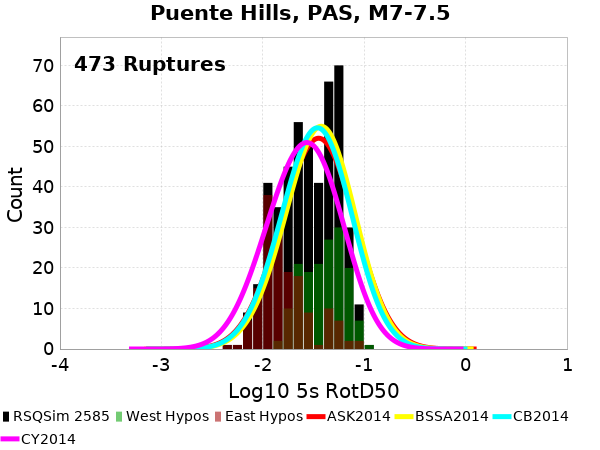 Puente Hills, PAS, M7-7.5
473 Ruptures
70
60
50
40
30
20
10
0
Count
-4 -3 -2 -1 0 1
Log10 5s RotD50
RSQSim 2585 West Hypos East Hypos ASK2014 BSSA2014 CB2014
CY2014